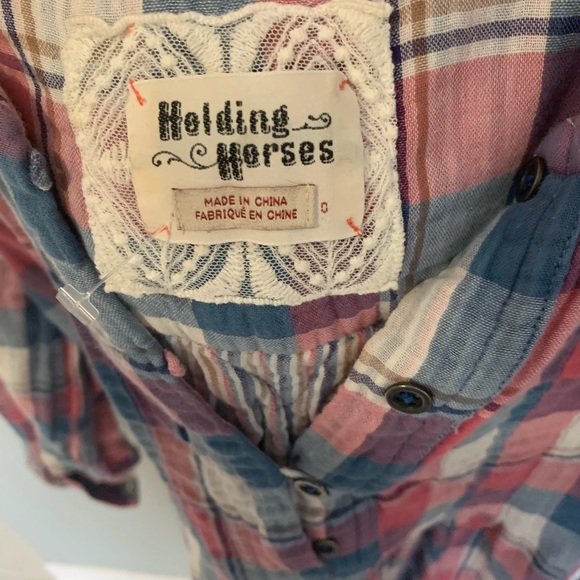 Holding
Horses
MADE IN CHINA
FABRIQUÉ EN CHINE
0